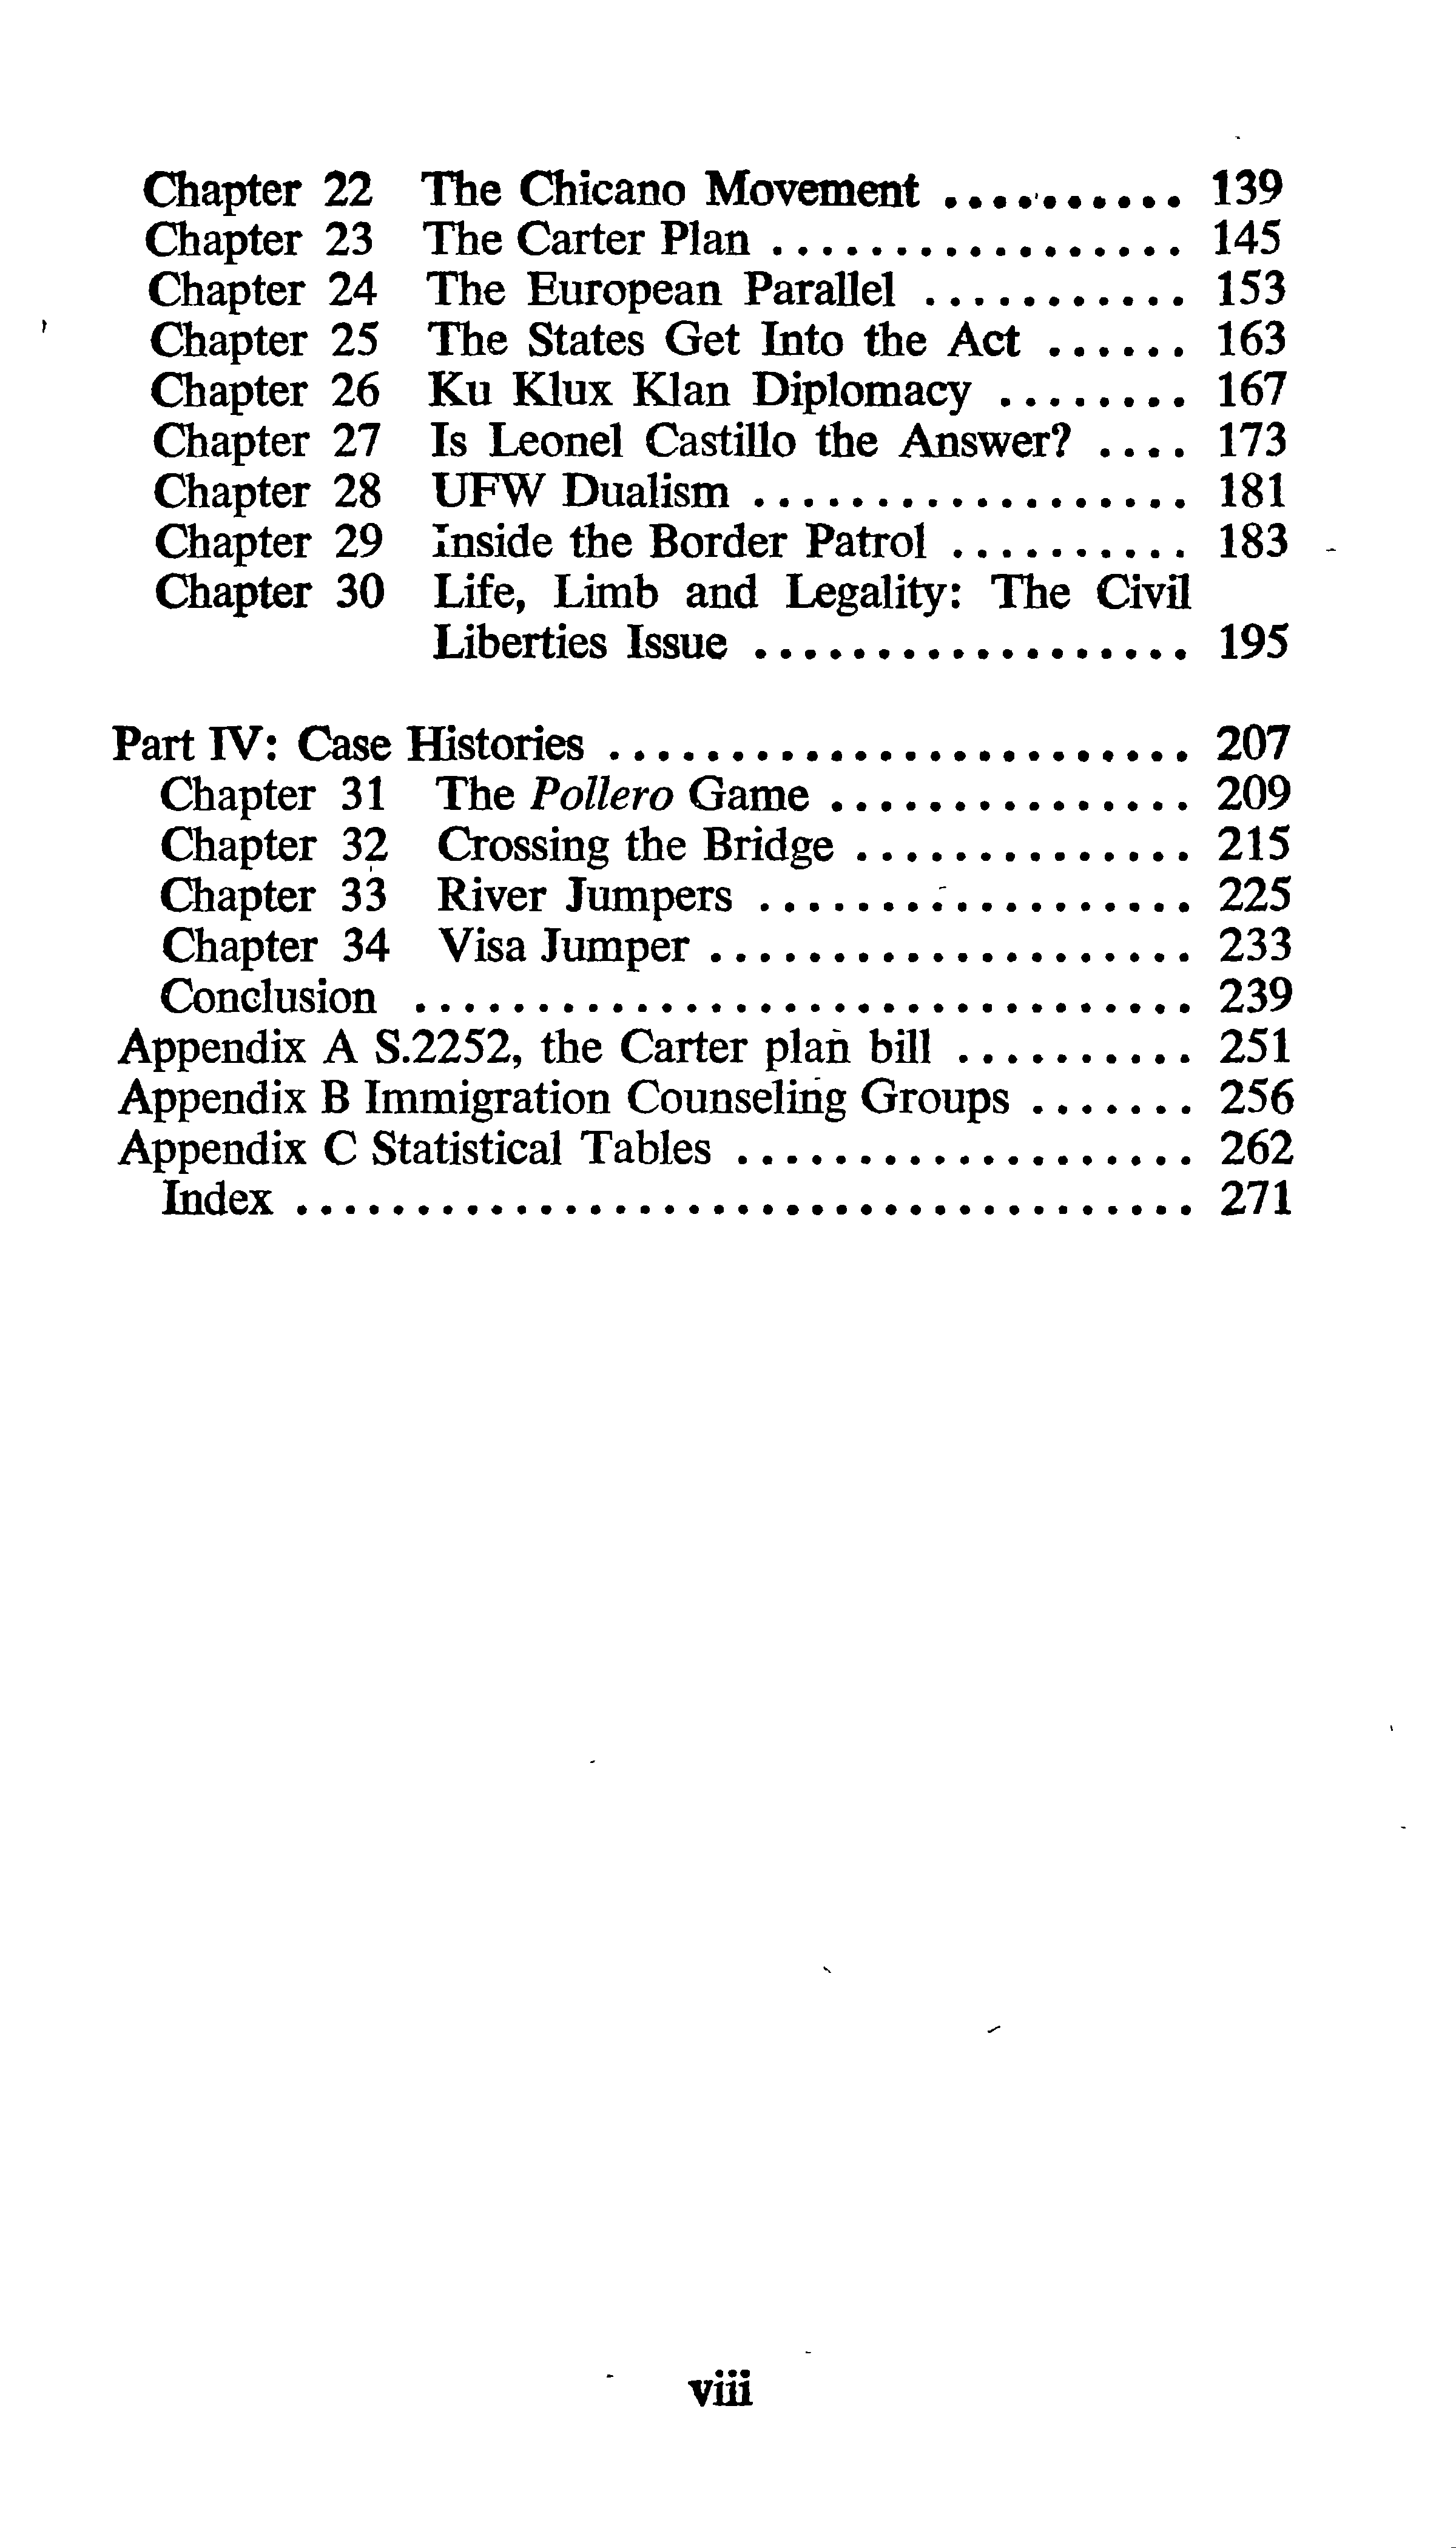 Chapter 22 The Chicano Movement .......... 139
Chapter 23 The Carter Plan ................. 145
Chapter 24 The European Parallel ........... 153
Chapter 25 The States Get Into the Act ...... 163
Chapter 26 Ku Klux Klan Diplomacy ........ 167
Chapter 27 Is Leonel Castillo the Answer? .... 173
Chapter 28 UFW Dualism .................. 181
Chapter 29 Inside the Border Patrol .......... 183
Chapter 30 Life, Limb and Legality: The Civil
Liberties Issue .................. 195
Part IV: Case Histories ........................ 207
Chapter 31 The Pollero Game ............... 209
Chapter 32 Crossing the Bridge .............. 215
Chapter 33 River Jumpers .................. 225
Chapter 34 Visa Jumper .................... 233
Conclusion ................................ 239
Appendix A S.2252, the Carter plan bill .......... 251
Appendix B Immigration Counseling Groups ....... 256
Appendix C Statistical Tables ................... 262
Index ..................................... 271
viii